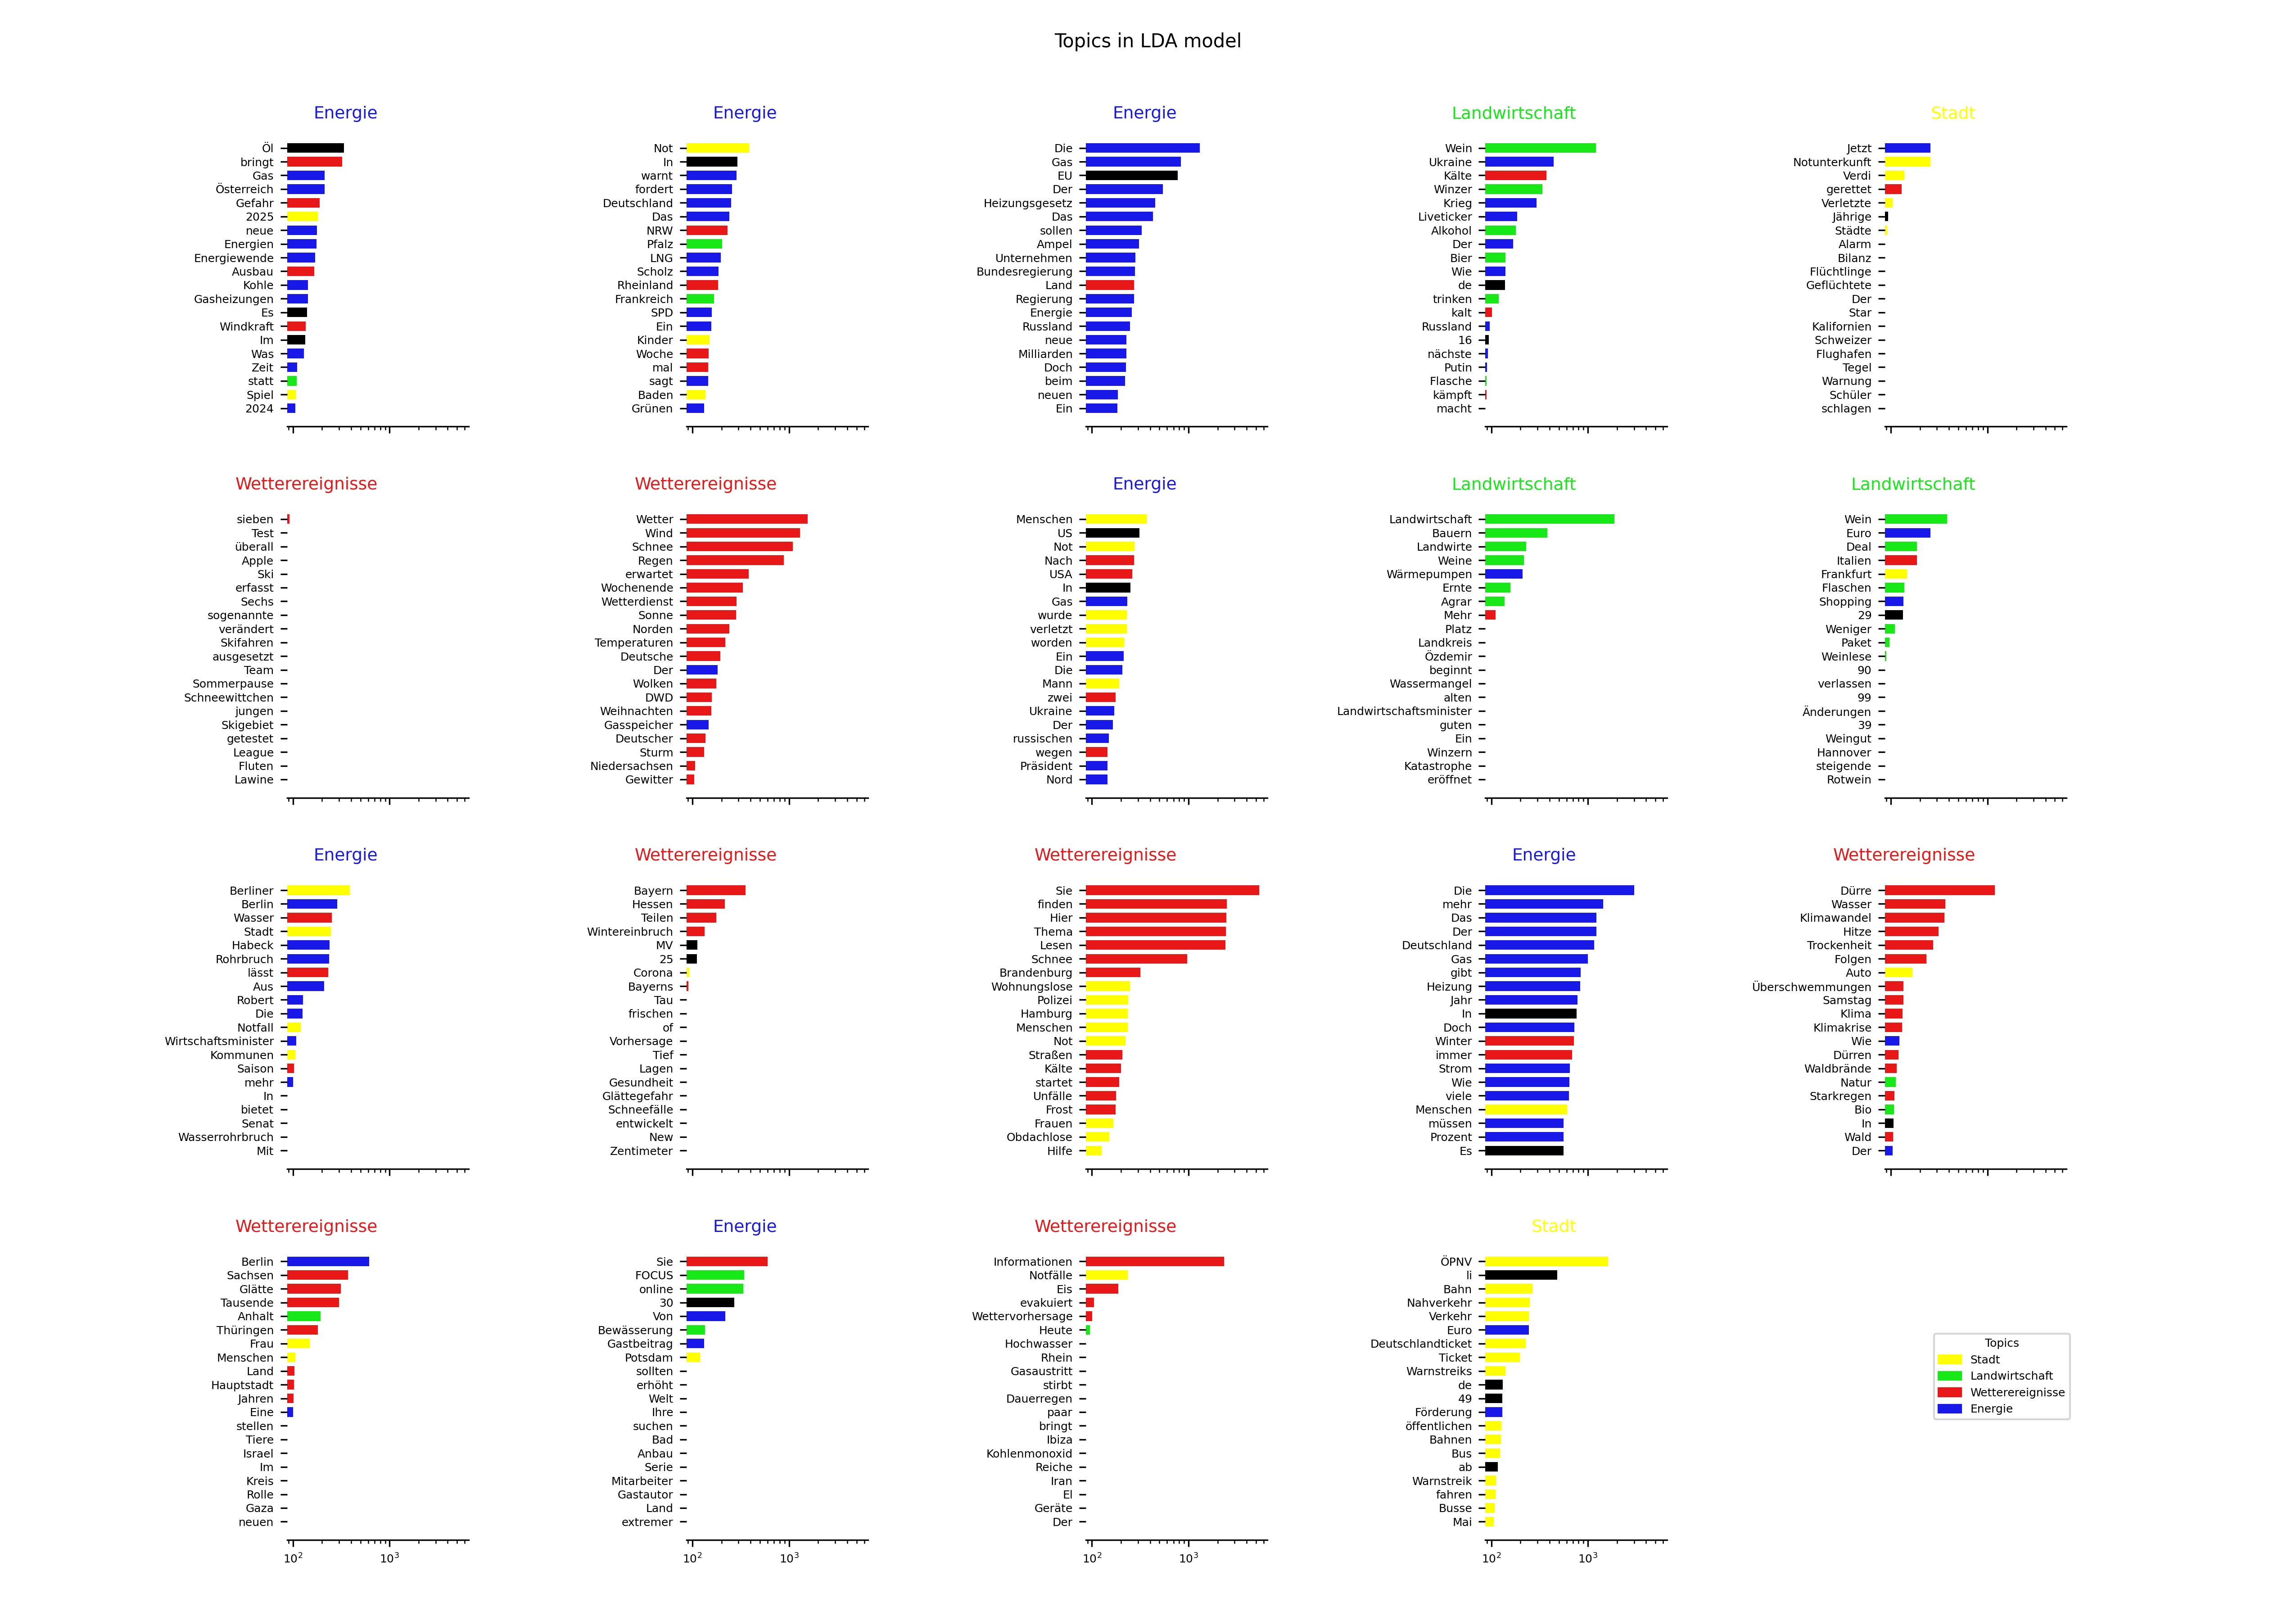 Topics in LDA model
Energie
Öl
bringt
Gas
Österreich
Gefahr
2025
neue
Energien
Energiewende
Ausbau
Kohle
Gasheizungen
Es
Windkraft
Im
Was
Zeit
statt
Spiel
2024
Energie
Not
In
warnt
fordert
Deutschland
Das
NRW
Pfalz
LNG
Scholz
Rheinland
Frankreich
SPD
Ein
Kinder
Woche
mal
sagt
Baden
Grünen
Energie
Die
Gas
EU
Der
Heizungsgesetz
Das
sollen
Ampel
Unternehmen
Bundesregierung
Land
Regierung
Energie
Russland
neue
Milliarden
Doch
beim
neuen
Ein
Landwirtschaft
Wein
Ukraine
Kälte
Winzer
Krieg
Liveticker
Alkohol
Der
Bier
Wie
de
trinken
kalt
Russland
16
nächste
Putin
Flasche
kämpft
macht
Stadt
Jetzt
Notunterkunft
Verdi
gerettet
Verletzte
Jährige
Städte
Alarm
Bilanz
Flüchtlinge
Geflüchtete
Der
Star
Kalifornien
Schweizer
Flughafen
Tegel
Warnung
Schüler
schlagen
Wetterereignisse
sieben
Test
überall
Apple
Ski
erfasst
Sechs
sogenannte
verändert
Skifahren
ausgesetzt
Team
Sommerpause
Schneewittchen
jungen
Skigebiet
getestet
League
Fluten
Lawine
Wetterereignisse
Wetter
Wind
Schnee
Regen
erwartet
Wochenende
Wetterdienst
Sonne
Norden
Temperaturen
Deutsche
Der
Wolken
DWD
Weihnachten
Gasspeicher
Deutscher
Sturm
Niedersachsen
Gewitter
Energie
Menschen
US
Not
Nach
USA
In
Gas
wurde
verletzt
worden
Ein
Die
Mann
zwei
Ukraine
Der
russischen
wegen
Präsident
Nord
Landwirtschaft
Landwirtschaft
Bauern
Landwirte
Weine
Wärmepumpen
Ernte
Agrar
Mehr
Platz
Landkreis
Özdemir
beginnt
Wassermangel
alten
Landwirtschaftsminister
guten
Ein
Winzern
Katastrophe
eröffnet
Landwirtschaft
Wein
Euro
Deal
Italien
Frankfurt
Flaschen
Shopping
29
Weniger
Paket
Weinlese
90
verlassen
99
Änderungen
39
Weingut
Hannover
steigende
Rotwein
Energie
Berliner
Berlin
Wasser
Stadt
Habeck
Rohrbruch
lässt
Aus
Robert
Die
Notfall
Wirtschaftsminister
Kommunen
Saison
mehr
In
bietet
Senat
Wasserrohrbruch
Mit
Wetterereignisse
Bayern
Hessen
Teilen
Wintereinbruch
MV
25
Corona
Bayerns
Tau
frischen
of
Vorhersage
Tief
Lagen
Gesundheit
Glättegefahr
Schneefälle
entwickelt
New
Zentimeter
Wetterereignisse
Sie
finden
Hier
Thema
Lesen
Schnee
Brandenburg
Wohnungslose
Polizei
Hamburg
Menschen
Not
Straßen
Kälte
startet
Unfälle
Frost
Frauen
Obdachlose
Hilfe
Energie
Die
mehr
Das
Der
Deutschland
Gas
gibt
Heizung
Jahr
In
Doch
Winter
immer
Strom
Wie
viele
Menschen
müssen
Prozent
Es
Wetterereignisse
Dürre
Wasser
Klimawandel
Hitze
Trockenheit
Folgen
Auto
Überschwemmungen
Samstag
Klima
Klimakrise
Wie
Dürren
Waldbrände
Natur
Starkregen
Bio
In
Wald
Der
Wetterereignisse
Berlin
Sachsen
Glätte
Tausende
Anhalt
Thüringen
Frau
Menschen
Land
Hauptstadt
Jahren
Eine
stellen
Tiere
Israel
Im
Kreis
Rolle
Gaza
neuen
10² 10³
Energie
Sie
FOCUS
online
30
Von
Bewässerung
Gastbeitrag
Potsdam
sollten
erhöht
Welt
Ihre
suchen
Bad
Anbau
Serie
Mitarbeiter
Gastautor
Land
extremer
10² 10³
Wetterereignisse
Informationen
Notfälle
Eis
evakuiert
Wettervorhersage
Heute
Hochwasser
Rhein
Gasaustritt
stirbt
Dauerregen
paar
bringt
Ibiza
Kohlenmonoxid
Reiche
Iran
El
Geräte
Der
10² 10³
Stadt
ÖPNV
li
Bahn
Nahverkehr
Verkehr
Euro
Deutschlandticket
Ticket
Warnstreiks
de
49
Förderung
öffentlichen
Bahnen
Bus
ab
Warnstreik
fahren
Busse
Mai
10² 10³
Topics
Stadt
Landwirtschaft
Wetterereignisse
Energie